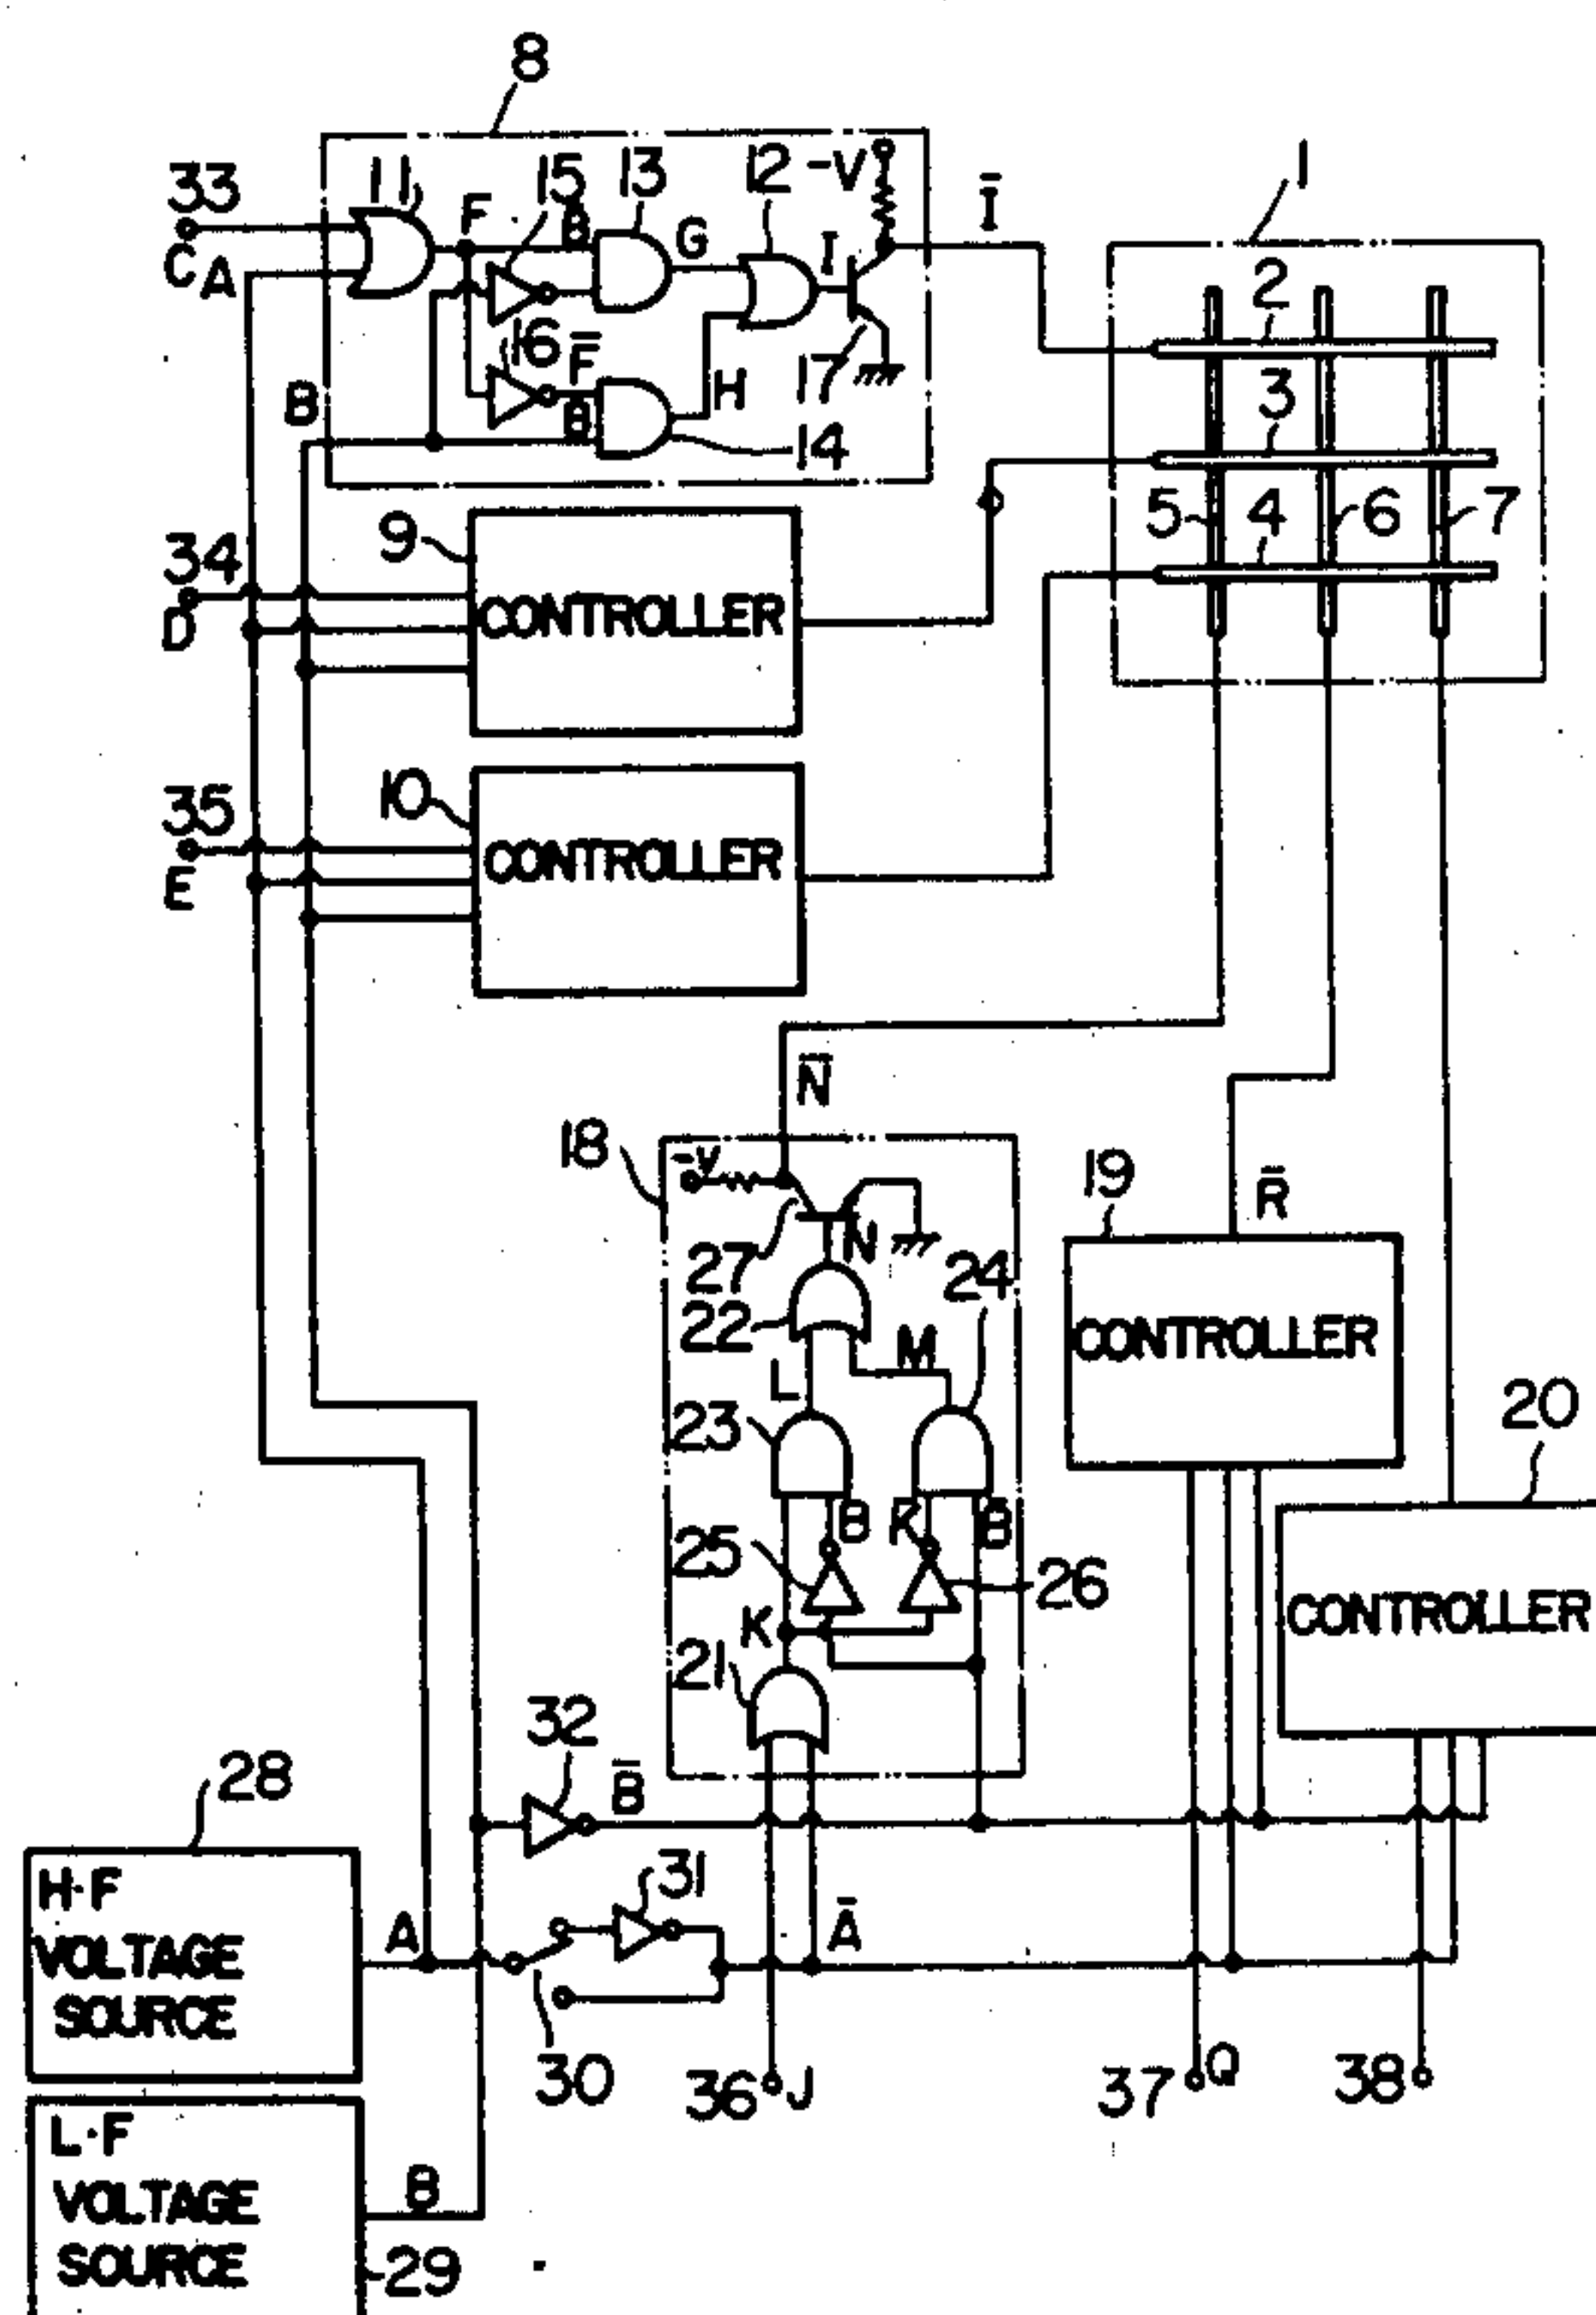 8
33
11
15
13
12
-V
Ī
1
C
A
F
B̄
G
I
2
16
F̄
17
3
B
B
H
14
5
4
6
7
9
34
D
CONTROLLER
10
35
E
CONTROLLER
N̄
18
-V
19
R̄
27
N
24
22
CONTROLLER
M
L
20
23
B
K̄
B̄
25
26
K
CONTROLLER
21
32
28
B̄
H·F
VOLTAGE
SOURCE
31
A
Ā
30
36
J
37
Q
38
L·F
VOLTAGE
SOURCE
B
29